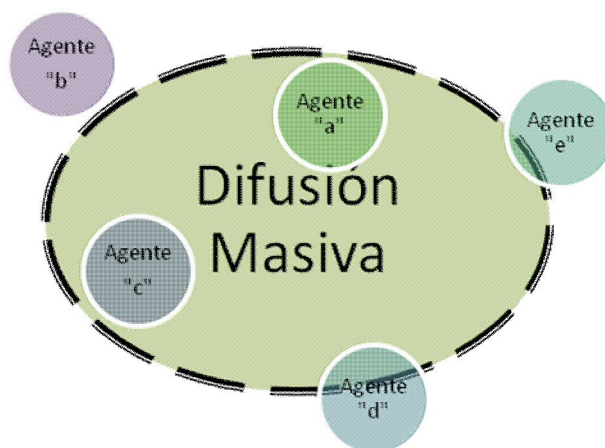 Agente
"b"
Agente
"a"
Agente
"e"
Difusión
Masiva
Agente
"c"
Agente
"d"